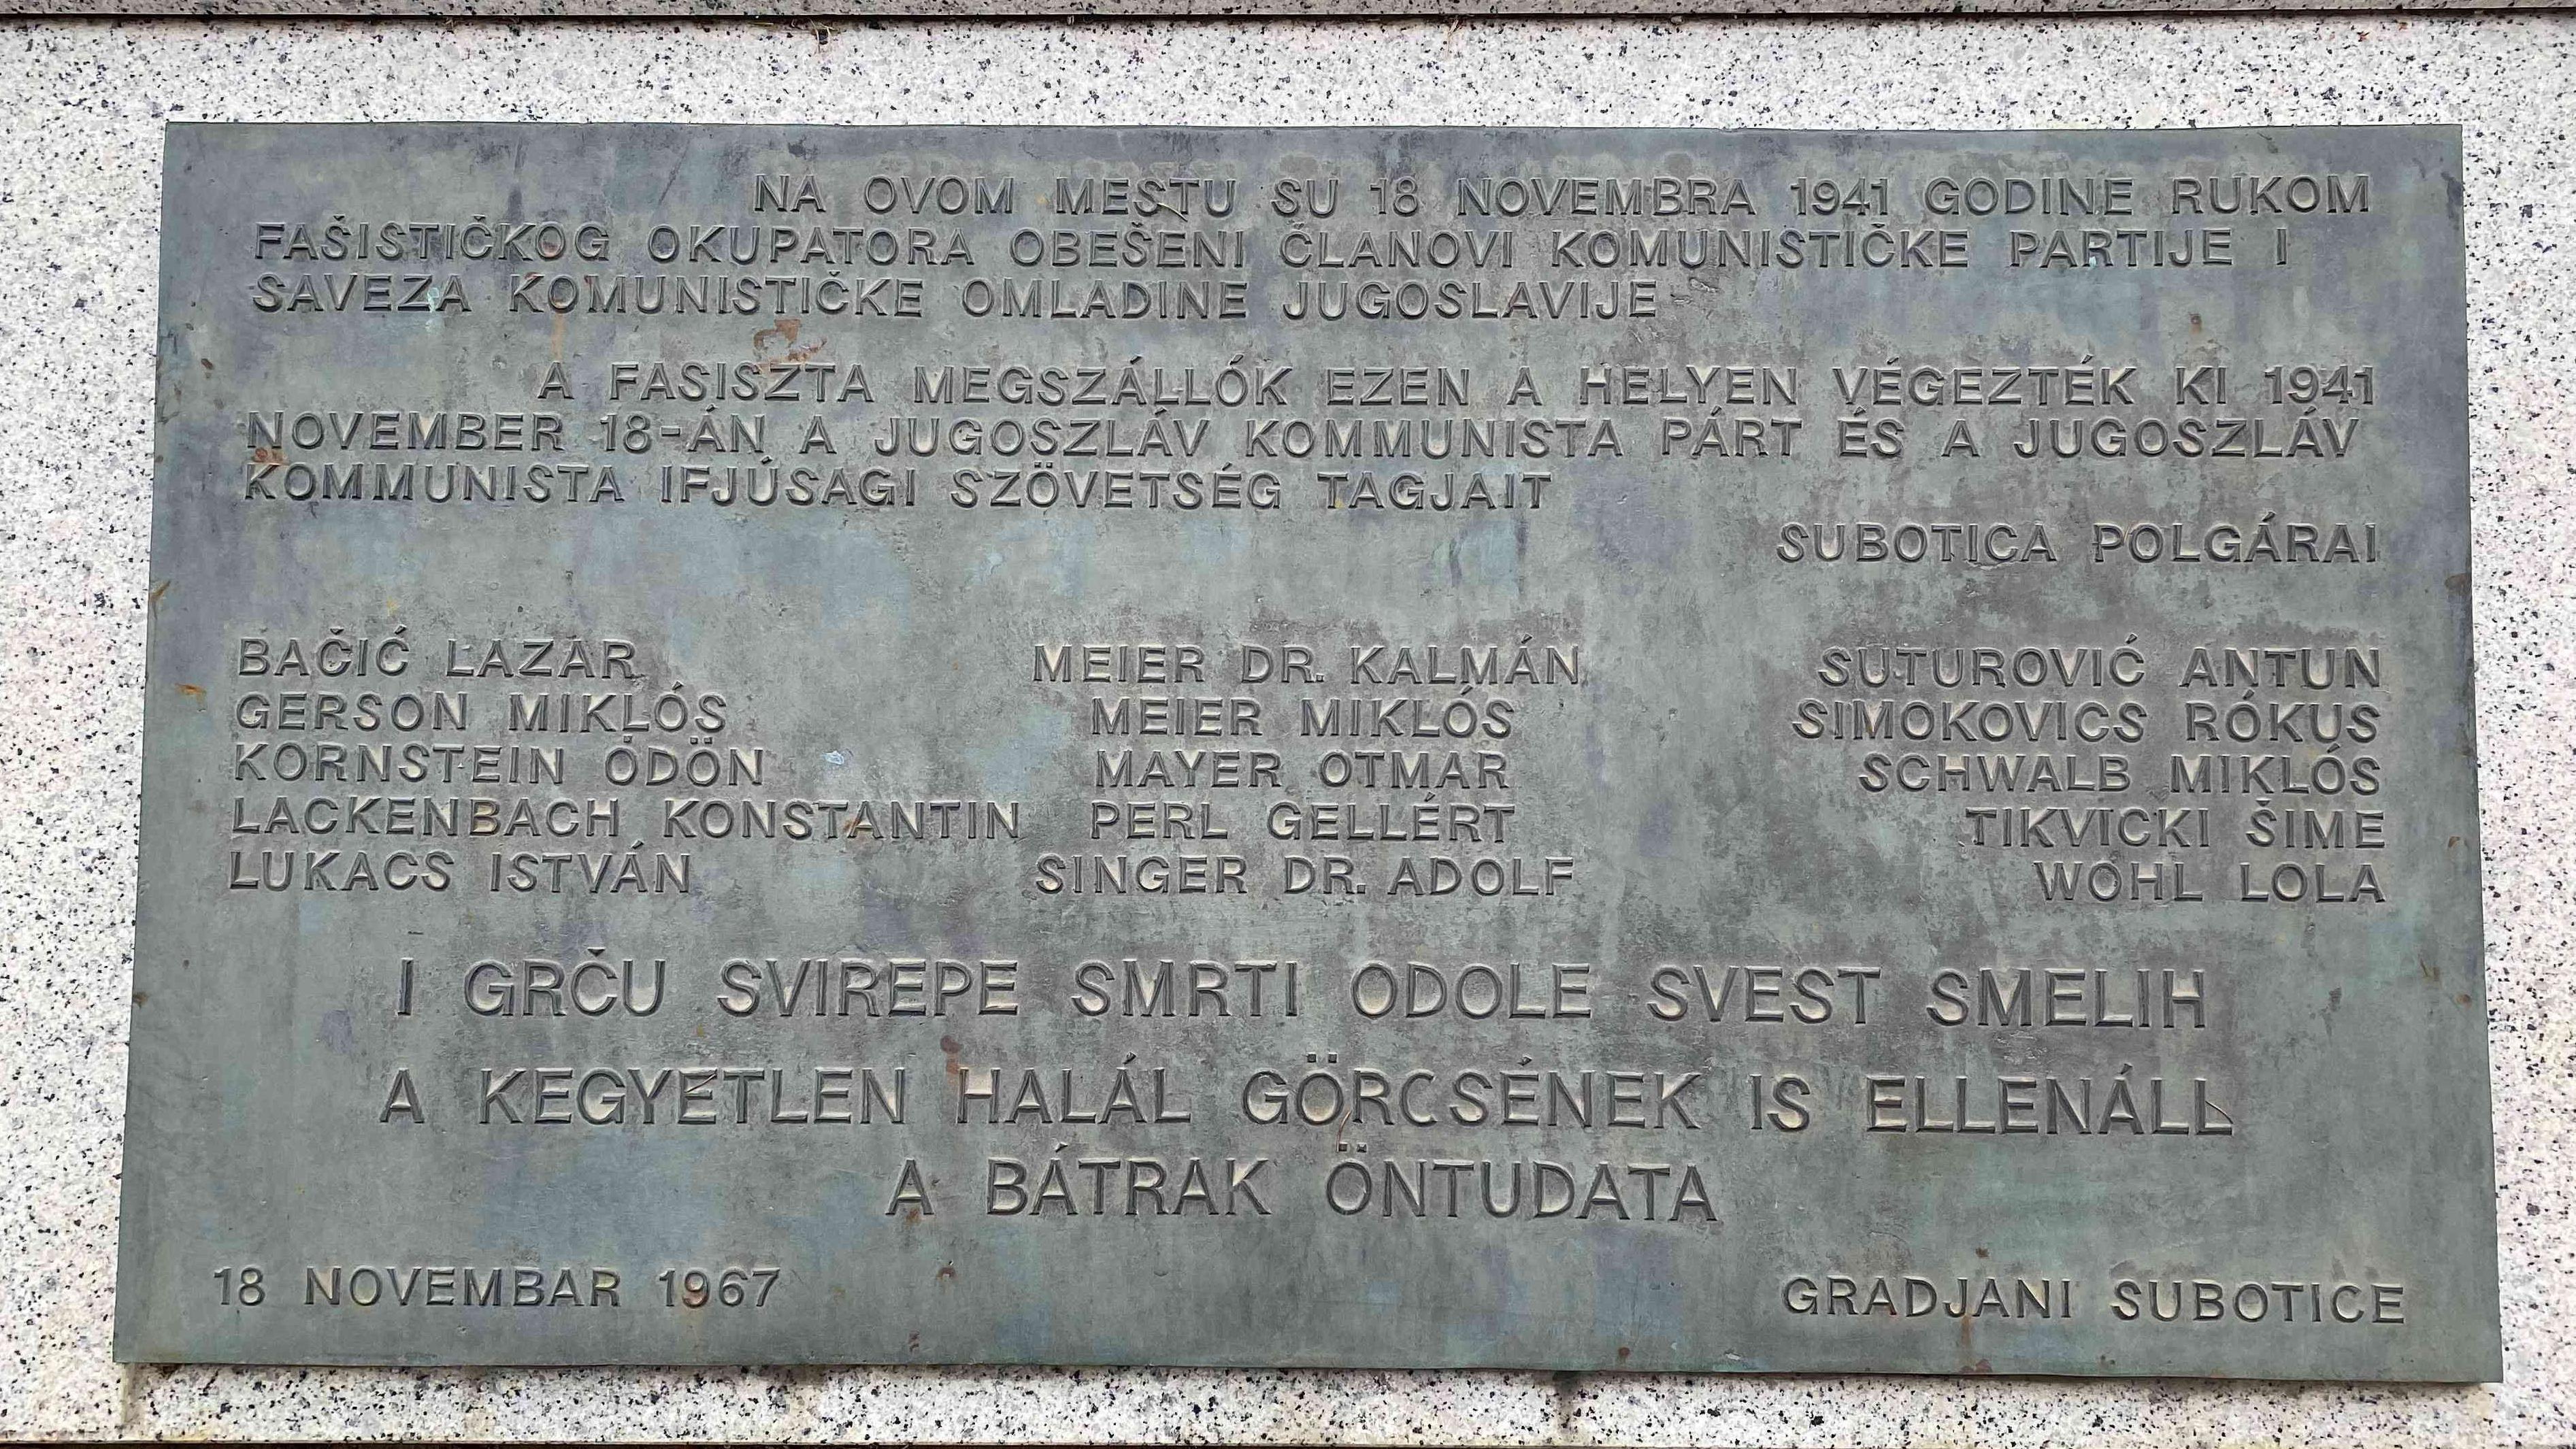 NA OVOM MESTU SU 18 NOVEMBRA 1941 GODINE RUKOM
FAŠISTIČKOG OKUPATORA OBEŠENI ČLANOVI KOMUNISTIČKE PARTIJE I
SAVEZA KOMUNISTIČKE OMLADINE JUGOSLAVIJE
A FASISZTA MEGSZÁLLÓK EZEN A HELYEN VÉGEZTÉK KI 1941
NOVEMBER 18-ÁN A JUGOSZLÁV KOMMUNISTA PÁRT ÉS A JUGOSZLÁV
KOMMUNISTA IFJÚSAGI SZÖVETSÉG TAGJAIT
SUBOTICA POLGÁRAI
BAČIĆ LAZAR
GERSON MIKLÓS
KORNSTEIN ÖDÖN
LACKENBACH KONSTANTIN
LUKACS ISTVÁN
MEIER DR. KALMÁN
MEIER MIKLÓS
MAYER OTMAR
PERL GELLÉRT
SINGER DR. ADOLF
SUTUROVIĆ ANTUN
SIMOKOVICS RÓKUS
SCHWALB MIKLÓS
TIKVICKI ŠIME
WOHL LOLA
I GRČU SVIREPE SMRTI ODOLE SVEST SMELIH
A KEGYETLEN HALÁL GÖRCSÉNEK IS ELLENÁLL
A BÁTRAK ÖNTUDATA
18 NOVEMBAR 1967
GRADJANI SUBOTICE